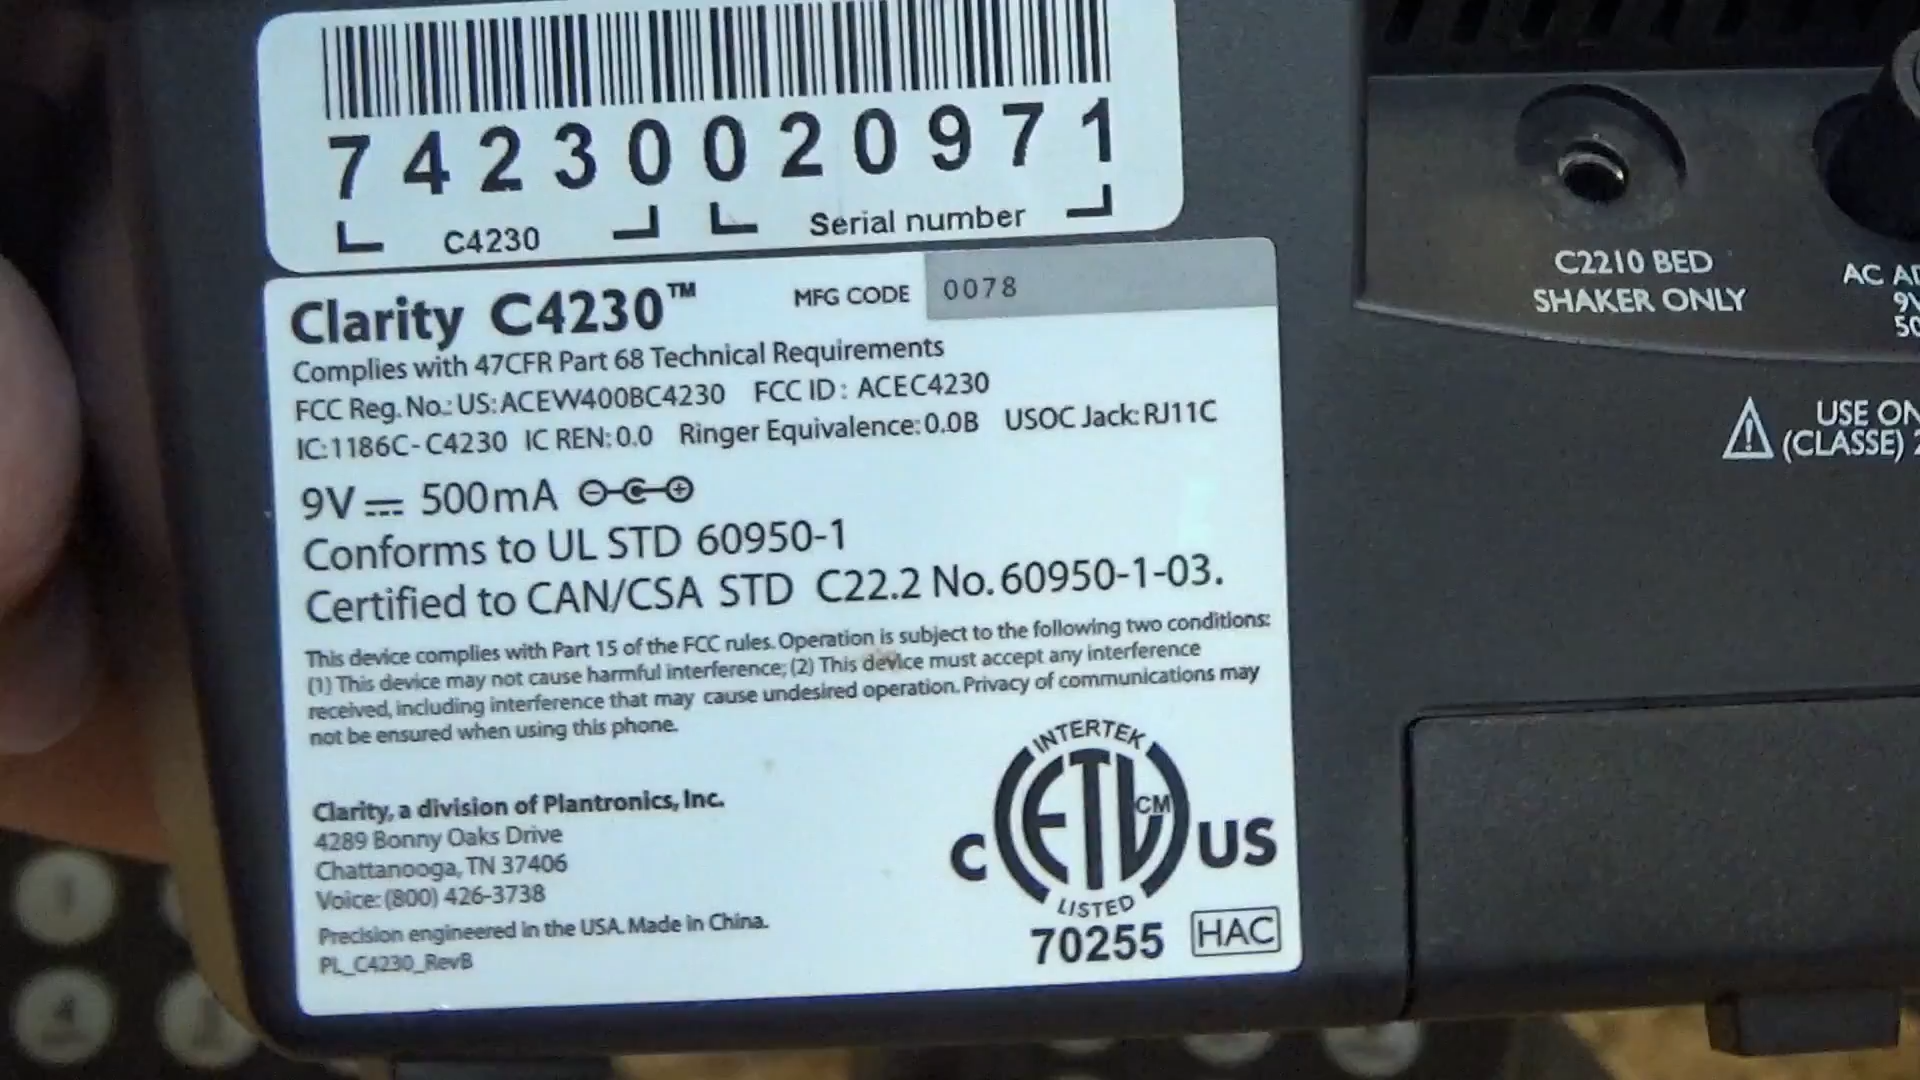 74230020971
C4230 Serial number
Clarity C4230™ MFG CODE 0078
Complies with 47CFR Part 68 Technical Requirements
FCC Reg. No.: US: ACEW400BC4230 FCC ID: ACEC4230
IC:1186C-C4230 IC REN: 0.0 Ringer Equivalence: 0.0B USOC Jack: RJ11C
9V 500mA
Conforms to UL STD 60950-1
Certified to CAN/CSA STD C22.2 No. 60950-1-03.
This device complies with Part 15 of the FCC rules. Operation is subject to the following two conditions:
(1) This device may not cause harmful interference; (2) This device must accept any interference
received, including interference that may cause undesired operation. Privacy of communications may
not be ensured when using this phone.
Clarity, a division of Plantronics, Inc.
4289 Bonny Oaks Drive
Chattanooga, TN 37406
Voice: (800) 426-3738
Precision engineered in the USA. Made in China.
PL_C4230_RevB
INTERTEK
C ETL CM US
LISTED
70255 HAC
C2210 BED
SHAKER ONLY
AC
9V
USE
(CLASSE) 2